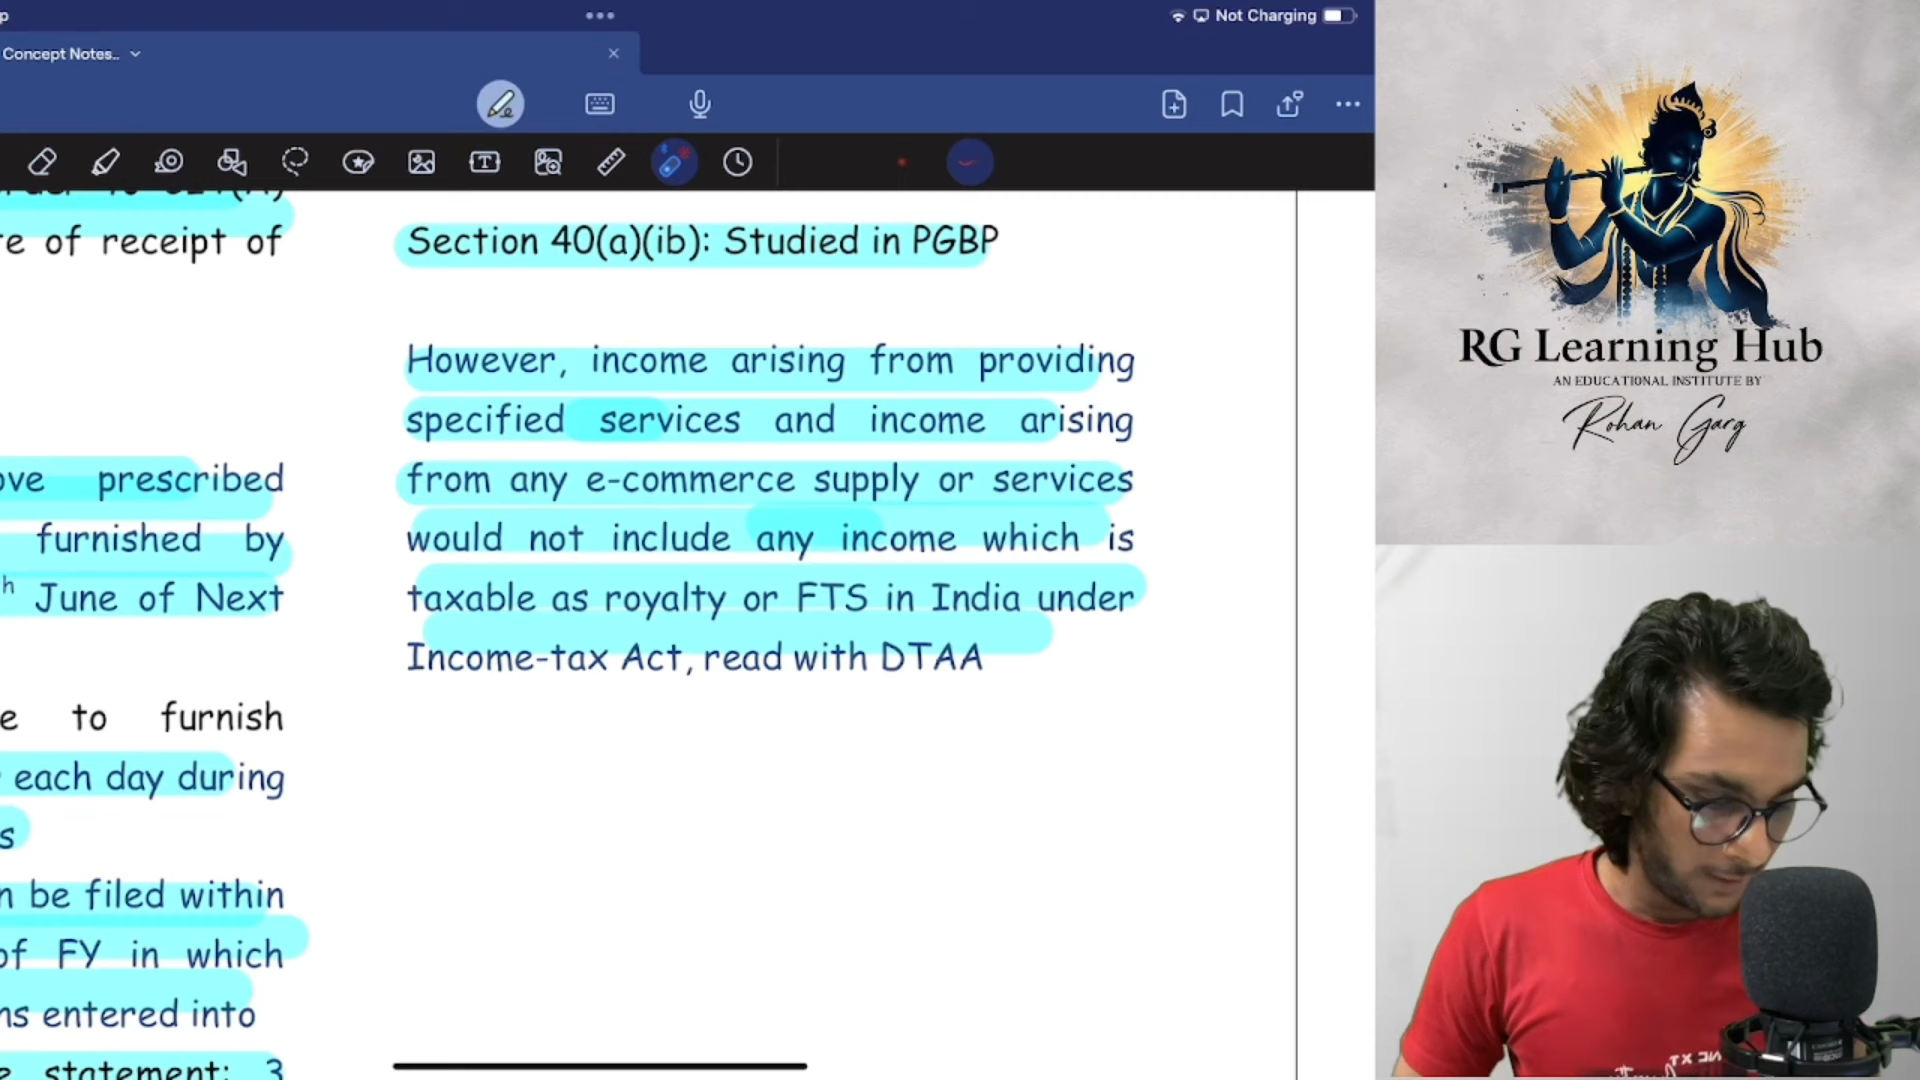 Not Charging
Concept Notes..
re of receipt of
prescribed
furnished by
h June of Next
to furnish
each day during
s
be filled within
of FY in which
entered into
statement: 3
Section 40(a)(ib): Studied in PGBP
However, income arising from providing
specified services and income arising
from any e-commerce supply or services
would not include any income which is
taxable as royalty or FTS in India under
Income-tax Act, read with DTAA
RG Learning Hub
AN EDUCATIONAL INSTITUTE BY
Rohan Garg